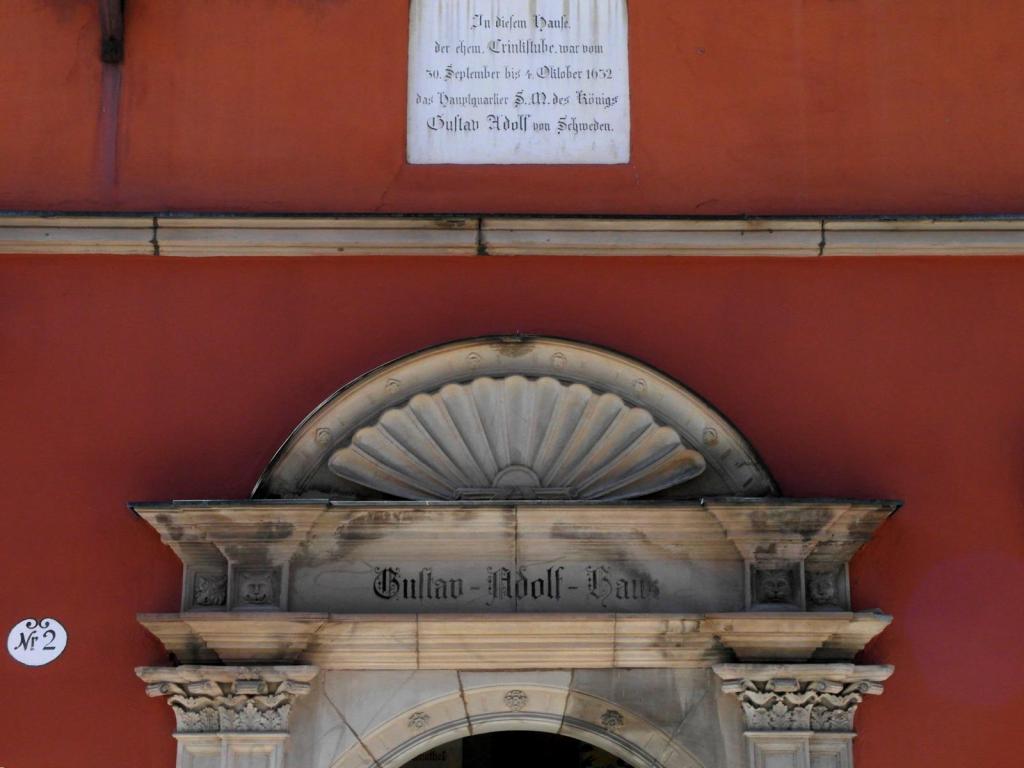 In diesem Hause,
der ehem. Trinkstube, war vom
30. September bis 4. Oktober 1632
das Hauptquartier S. M. des Königs
Gustav Adolf von Schweden.
Gustav-Adolf-Haus
Nr 2